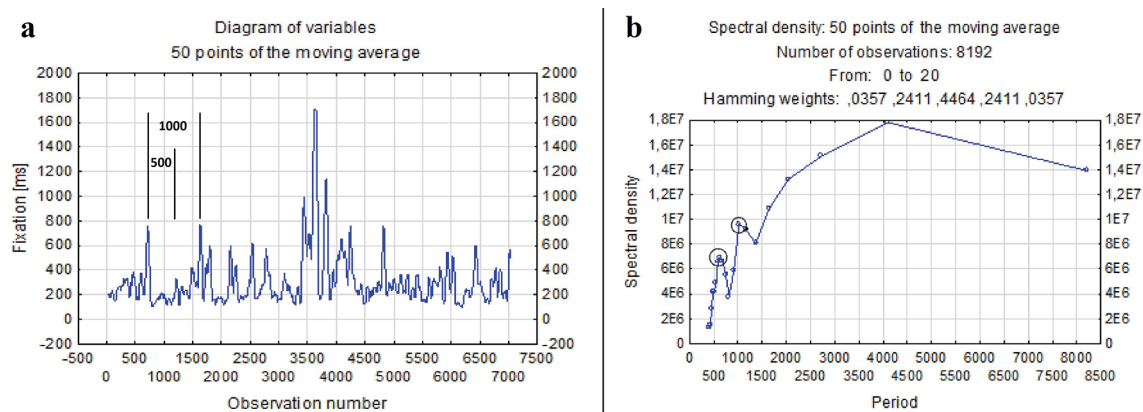 a
Diagram of variables
50 points of the moving average
2000 2000
1800 1800
1600 1600
1400 1400
1200 1200
1000 1000
800 800
600 600
400 400
200 200
0 0
-200 -200
1000
500
Fixation [ms]
-500 500 1500 2500 3500 4500 5500 6500 7500
0 1000 2000 3000 4000 5000 6000 7000
Observation number
b
Spectral density: 50 points of the moving average
Number of observations: 8192
From: 0 to 20
Hamming weights: ,0357 ,2411 ,4464 ,2411 ,0357
1,8E7 1,8E7
1,6E7 1,6E7
1,4E7 1,4E7
1,2E7 1,2E7
1E7 1E7
8E6 8E6
6E6 6E6
4E6 4E6
2E6 2E6
0 0
Spectral density
0 1000 2000 3000 4000 5000 6000 7000 8000
500 1500 2500 3500 4500 5500 6500 7500 8500
Period